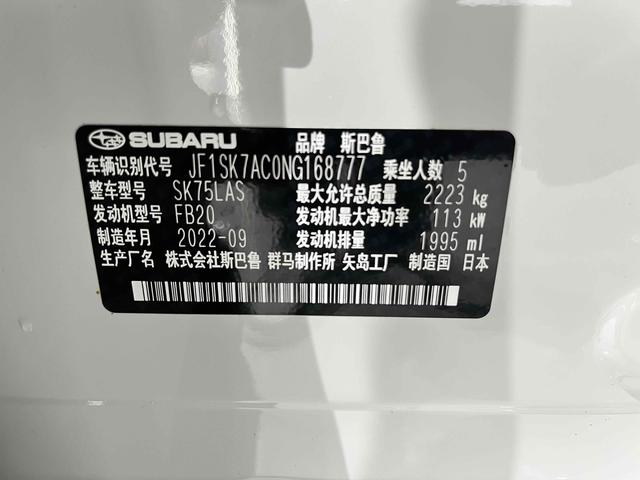 SUBARU 品牌 斯巴鲁
车辆识别代号 JF1SK7AC0NG168777 乘坐人数 5
整车型号 SK75LAS 最大允许总质量 2223 kg
发动机型号 FB20 发动机最大净功率 113 kW
制造年月 2022-09 发动机排量 1995 ml
生产厂名 株式会社斯巴鲁 群马制作所 矢岛工厂 制造国 日本